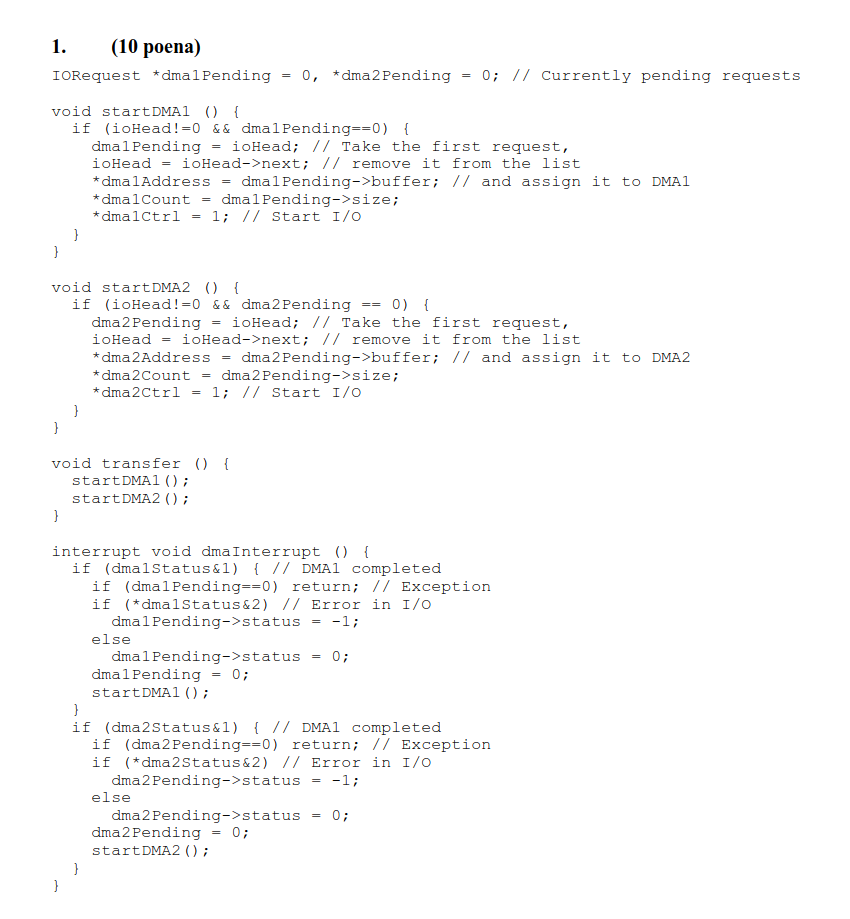 1. (10 poena)
IORequest *dma1Pending = 0, *dma2Pending = 0; // Currently pending requests
void startDMA1 () {
if (ioHead!=0 && dma1Pending==0) {
dma1Pending = ioHead; // Take the first request,
ioHead = ioHead->next; // remove it from the list
*dma1Address = dma1Pending->buffer; // and assign it to DMA1
*dma1Count = dma1Pending->size;
*dma1Ctrl = 1; // Start I/O
}
}
void startDMA2 () {
if (ioHead!=0 && dma2Pending == 0) {
dma2Pending = ioHead; // Take the first request,
ioHead = ioHead->next; // remove it from the list
*dma2Address = dma2Pending->buffer; // and assign it to DMA2
*dma2Count = dma2Pending->size;
*dma2Ctrl = 1; // Start I/O
}
}
void transfer () {
startDMA1();
startDMA2();
}
interrupt void dmaInterrupt () {
if (dma1Status&1) { // DMA1 completed
if (dma1Pending==0) return; // Exception
if (*dma1Status&2) // Error in I/O
dma1Pending->status = -1;
else
dma1Pending->status = 0;
dma1Pending = 0;
startDMA1();
}
if (dma2Status&1) { // DMA1 completed
if (dma2Pending==0) return; // Exception
if (*dma2Status&2) // Error in I/O
dma2Pending->status = -1;
else
dma2Pending->status = 0;
dma2Pending = 0;
startDMA2();
}
}